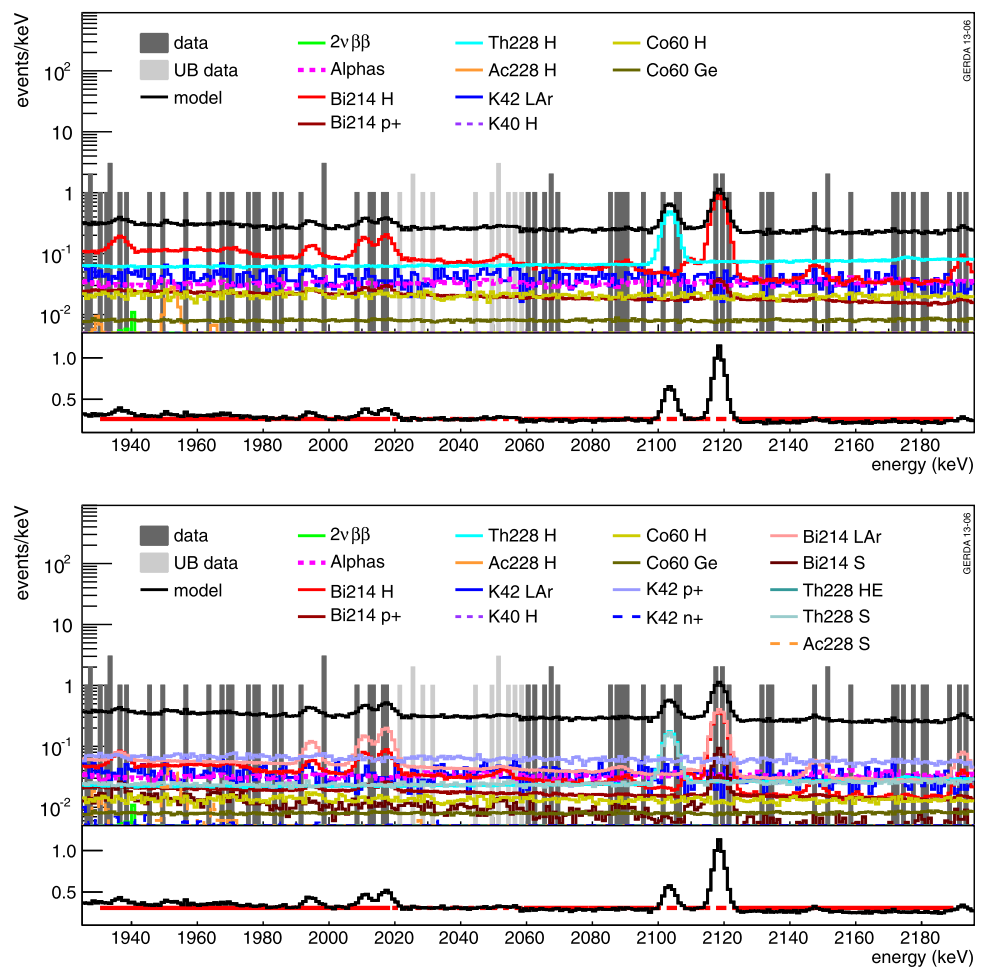 events/keV
GERDA 13-06
data 2νββ Th228 H Co60 H
UB data Alphas Ac228 H Co60 Ge
model Bi214 H K42 LAr
Bi214 p+ K40 H
10²
10
1
10⁻¹
10⁻²
1.0
0.5
1940 1960 1980 2000 2020 2040 2060 2080 2100 2120 2140 2160 2180
energy (keV)
events/keV
GERDA 13-06
data 2νββ Th228 H Co60 H Bi214 LAr
UB data Alphas Ac228 H Co60 Ge Bi214 S
model Bi214 H K42 LAr K42 p+ Th228 HE
Bi214 p+ K40 H K42 n+ Th228 S
Ac228 S
10²
10
1
10⁻¹
10⁻²
1.0
0.5
1940 1960 1980 2000 2020 2040 2060 2080 2100 2120 2140 2160 2180
energy (keV)